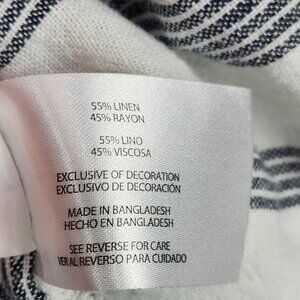 55% LINEN
45% RAYON
55% LINO
45% VISCOSA
EXCLUSIVE OF DECORATION
EXCLUSIVO DE DECORACIÓN
MADE IN BANGLADESH
HECHO EN BANGLADESH
SEE REVERSE FOR CARE
VER AL REVERSO PARA CUIDADO